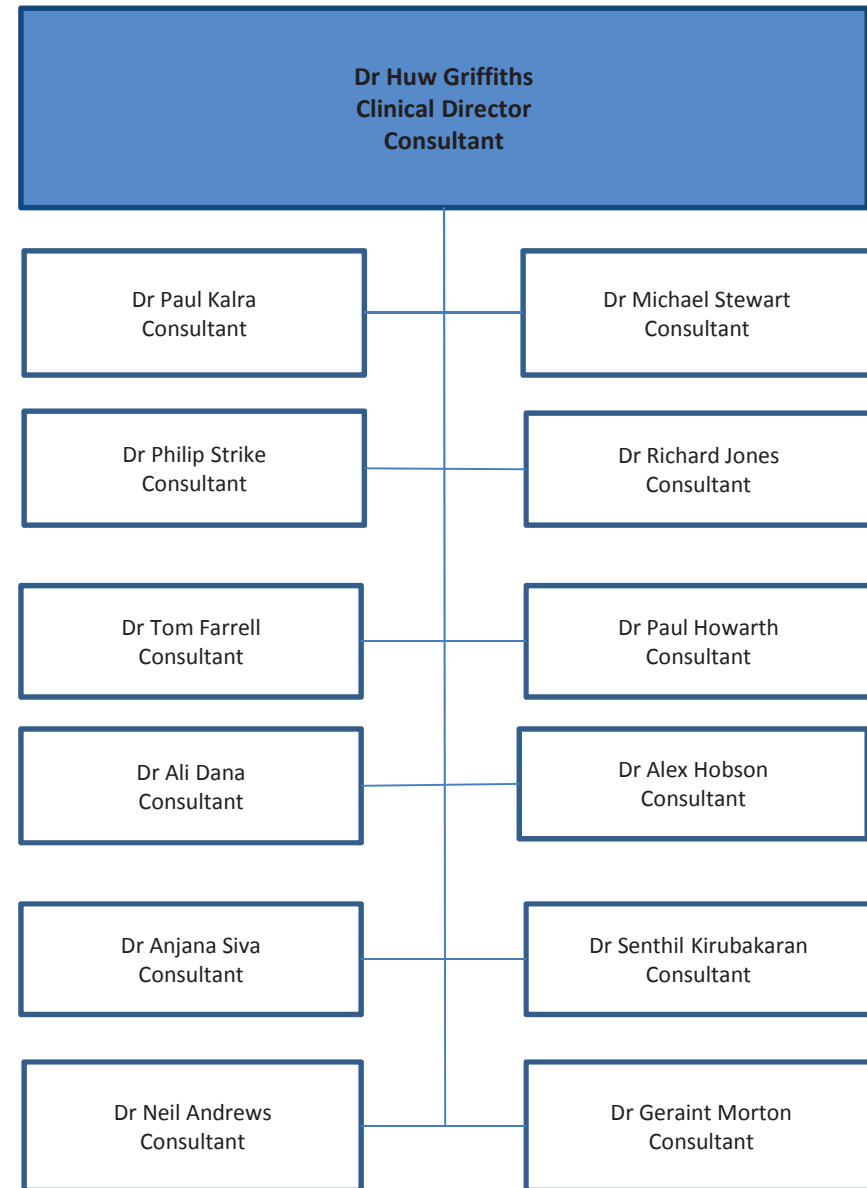 Dr Huw Griffiths
Clinical Director
Consultant
Dr Paul Kalra
Consultant
Dr Michael Stewart
Consultant
Dr Philip Strike
Consultant
Dr Richard Jones
Consultant
Dr Tom Farrell
Consultant
Dr Paul Howarth
Consultant
Dr Ali Dana
Consultant
Dr Alex Hobson
Consultant
Dr Anjana Siva
Consultant
Dr Senthil Kirubakaran
Consultant
Dr Neil Andrews
Consultant
Dr Geraint Morton
Consultant